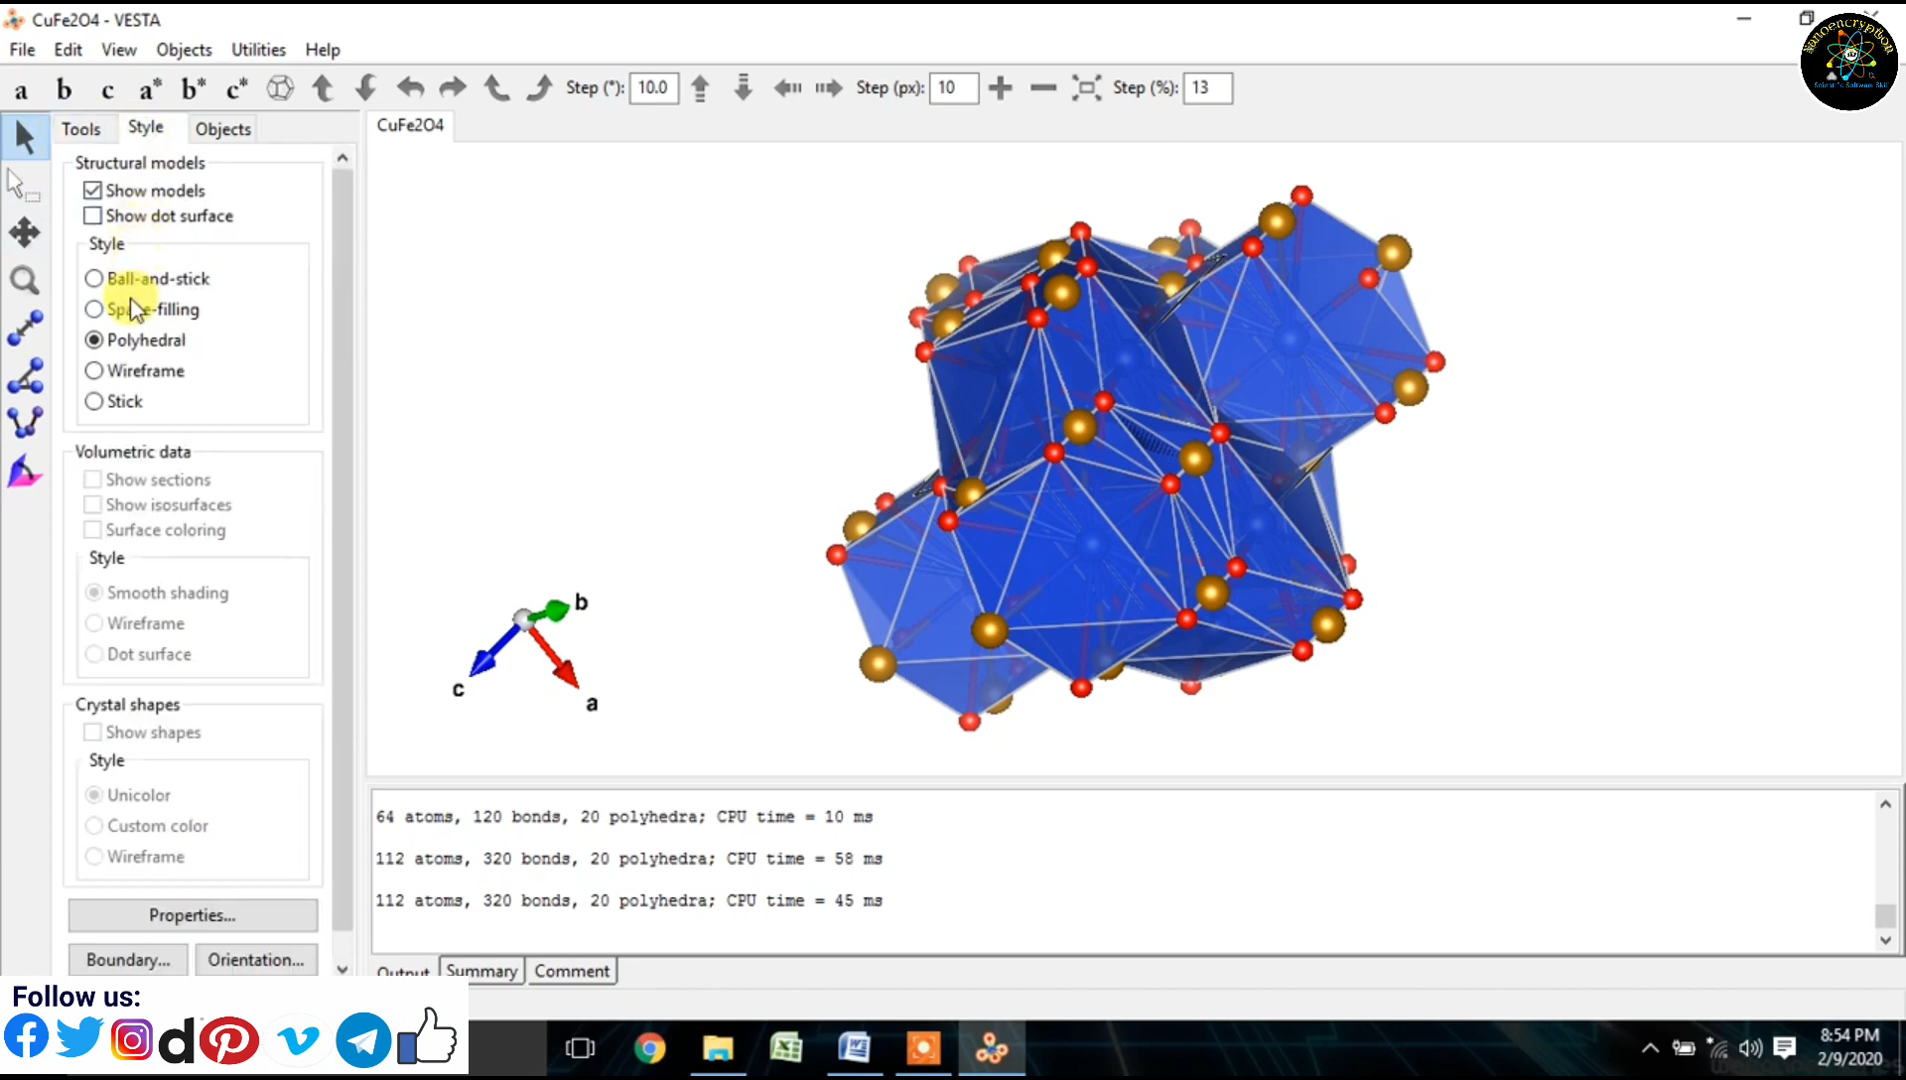 CuFe2O4 - VESTA
File Edit View Objects Utilities Help
a b c a* b* c* Step (°): 10.0 Step (px): 10 Step (%): 13
Nanoencryption
Scientific Software Skill
Tools Style Objects
CuFe2O4
Structural models
Show models
Show dot surface
Style
Ball-and-stick
Space-filling
Polyhedral
Wireframe
Stick
Volumetric data
Show sections
Show isosurfaces
Surface coloring
Style
Smooth shading
Wireframe
Dot surface
Crystal shapes
Show shapes
Style
Unicolor
Custom color
Wireframe
Properties...
Boundary... Orientation...
b
c
a
64 atoms, 120 bonds, 20 polyhedra; CPU time = 10 ms
112 atoms, 320 bonds, 20 polyhedra; CPU time = 58 ms
112 atoms, 320 bonds, 20 polyhedra; CPU time = 45 ms
Output Summary Comment
Follow us:
8:54 PM
2/9/2020